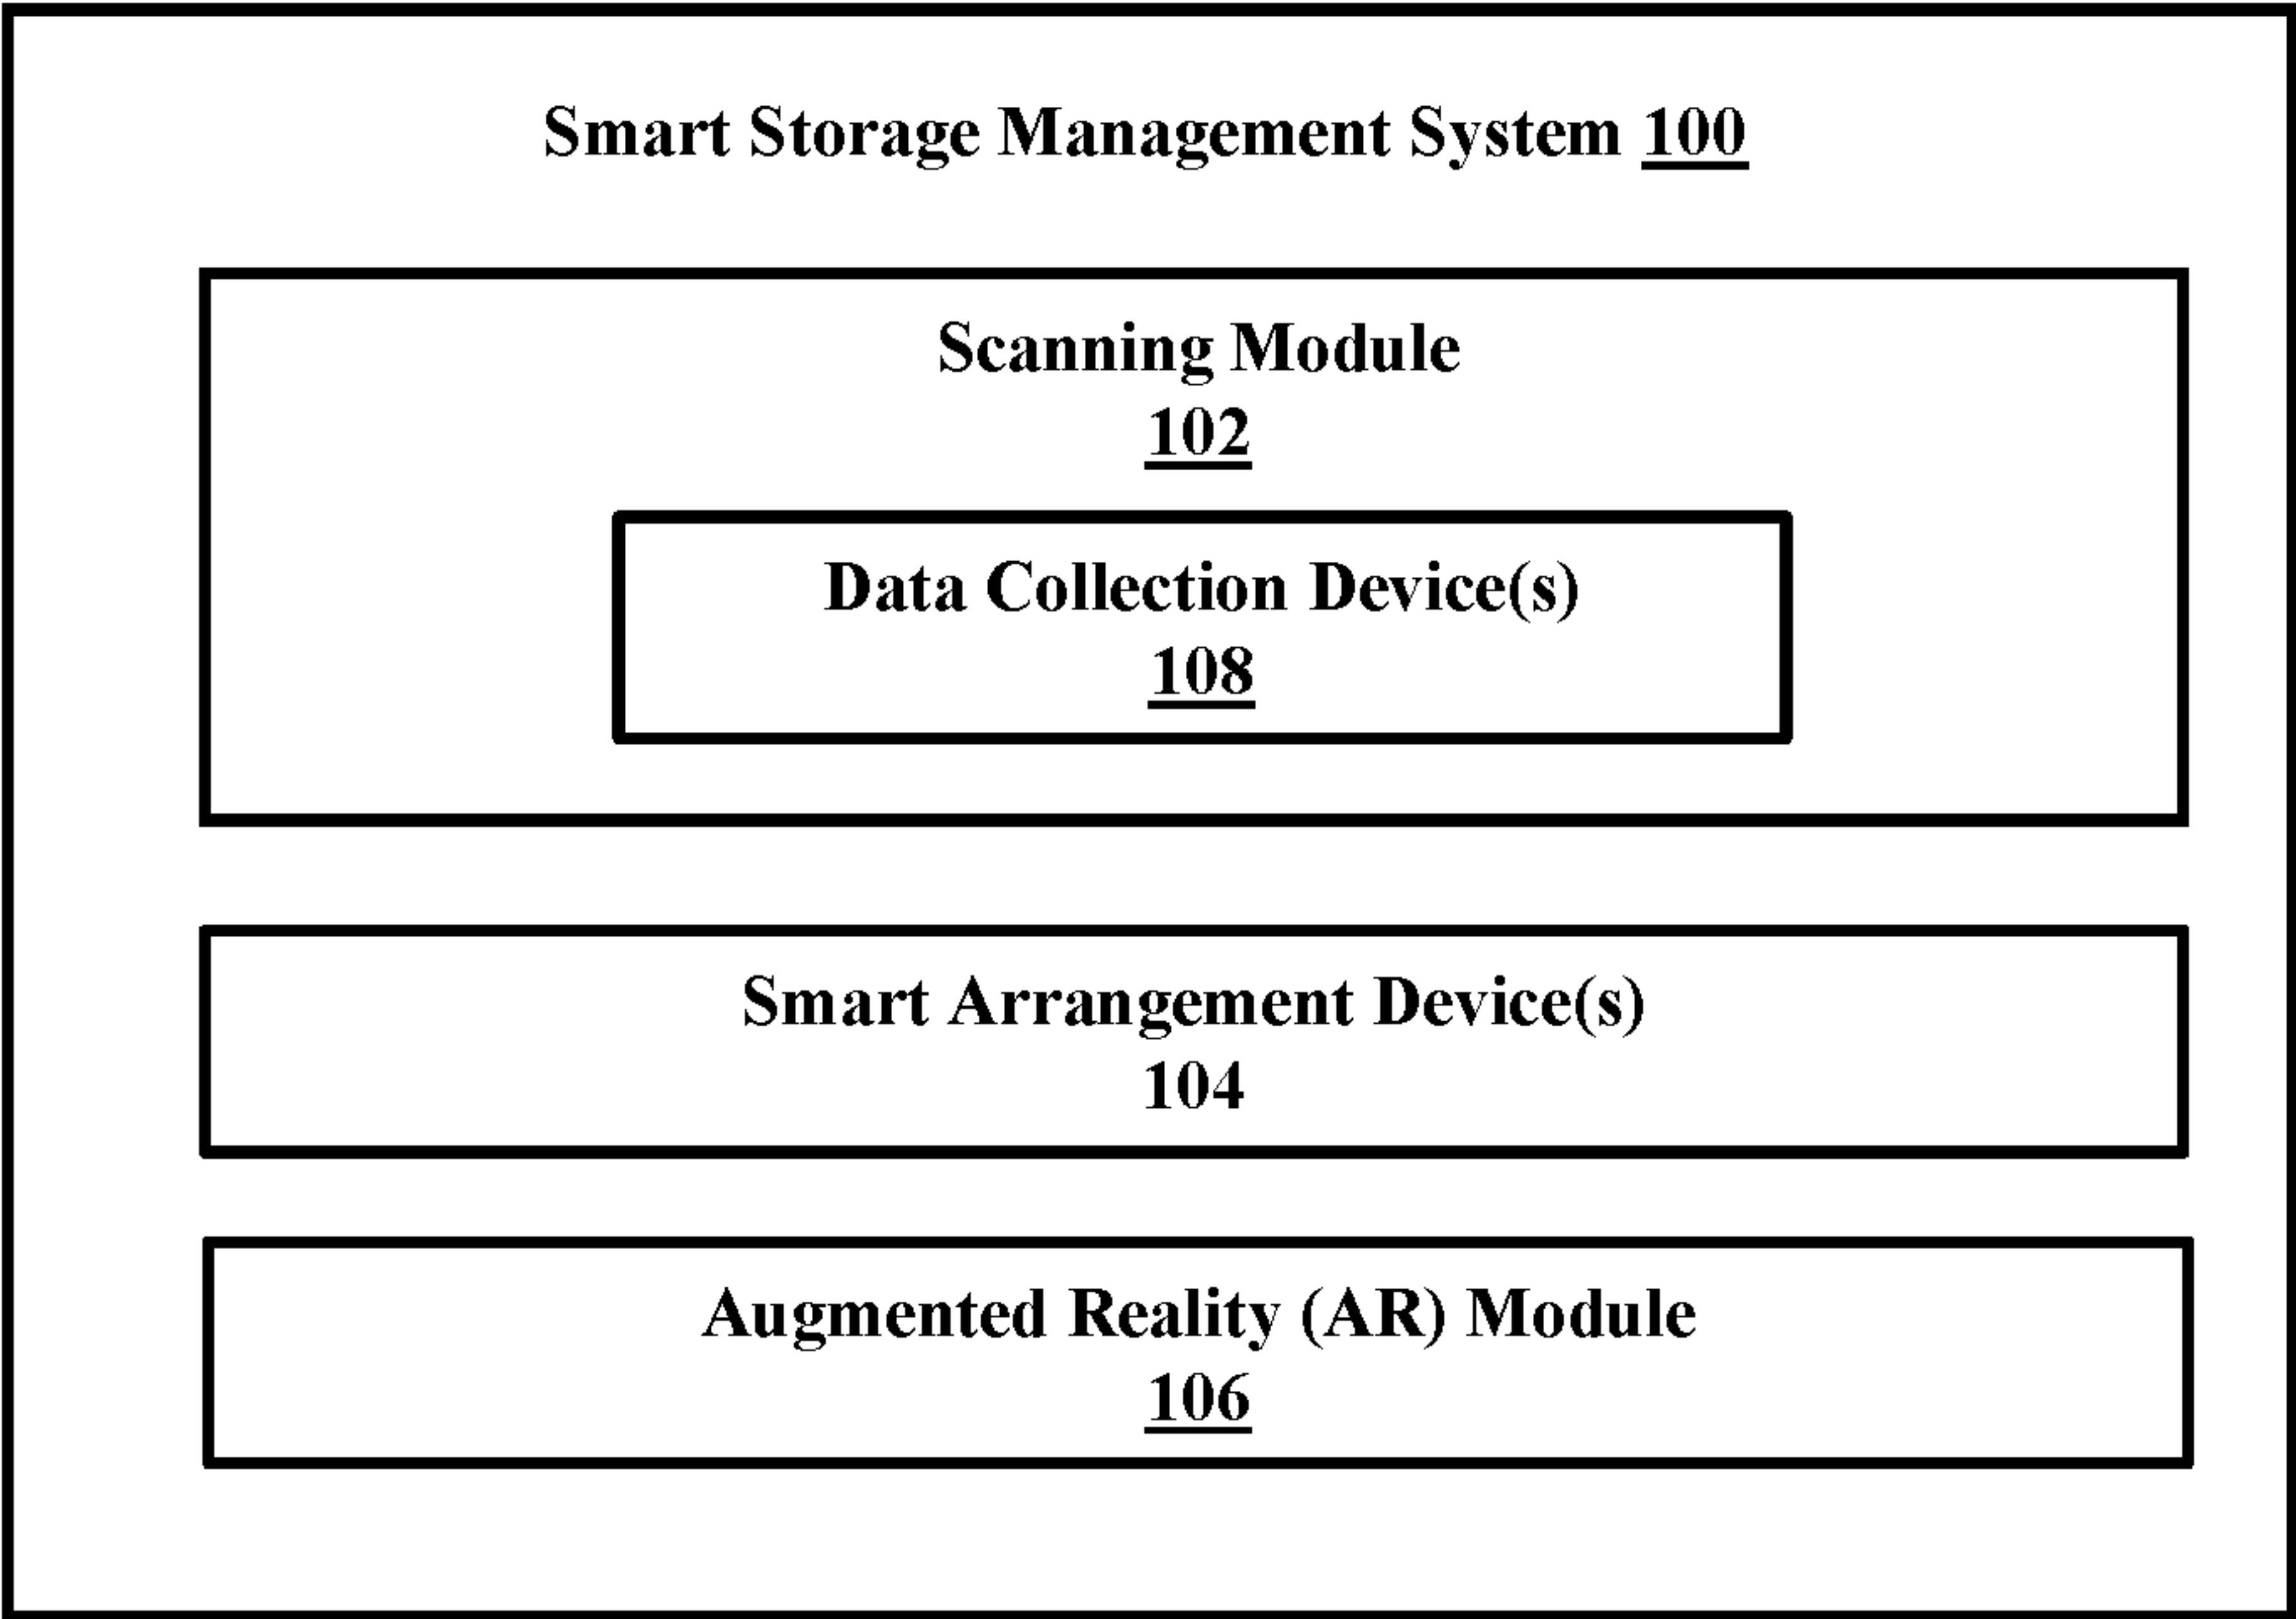 Smart Storage Management System 100
Scanning Module
102
Data Collection Device(s)
108
Smart Arrangement Device(s)
104
Augmented Reality (AR) Module
106